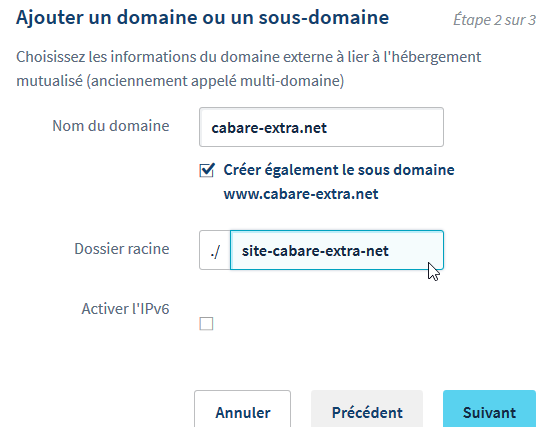 Ajouter un domaine ou un sous-domaine
Étape 2 sur 3
Choisissez les informations du domaine externe à lier à l'hébergement
mutualisé (anciennement appelé multi-domaine)
Nom du domaine
cabare-extra.net
Créer également le sous domaine
www.cabare-extra.net
Dossier racine
./
site-cabare-extra-net
Activer l'IPv6
Annuler
Précédent
Suivant